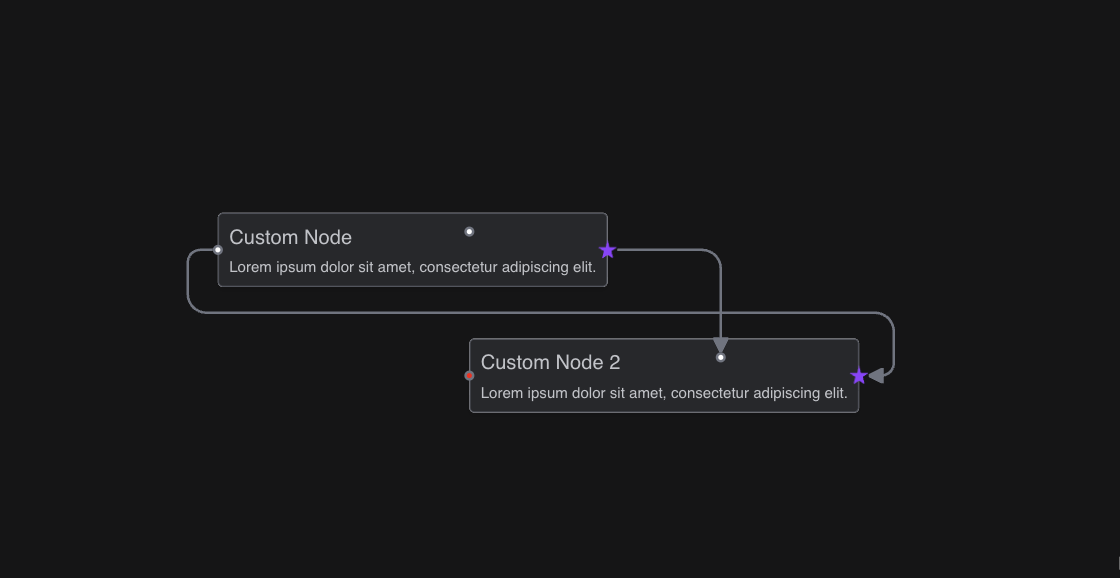 Custom Node
Lorem ipsum dolor sit amet, consectetur adipiscing elit.
Custom Node 2
Lorem ipsum dolor sit amet, consectetur adipiscing elit.